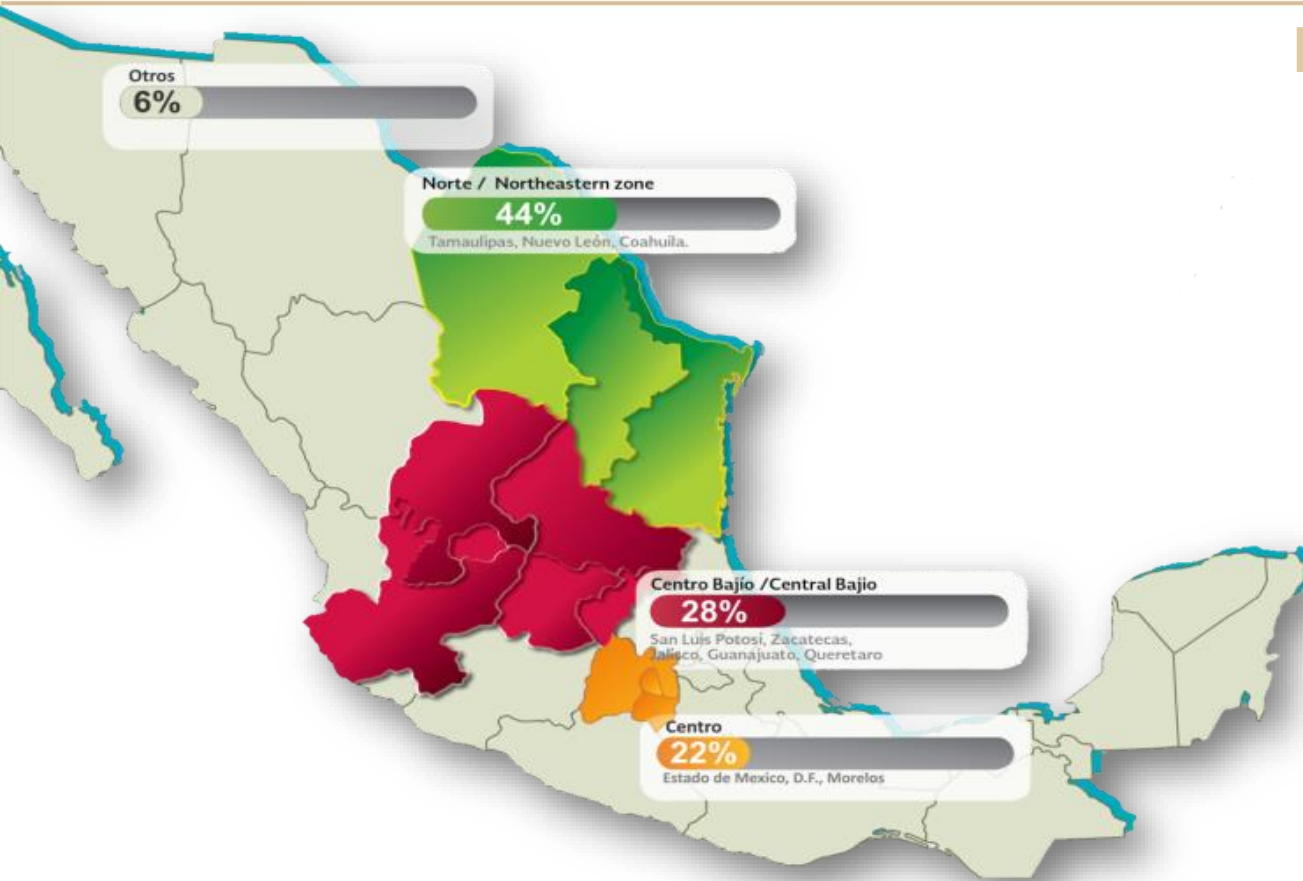 Otros
6%
Norte / Northeastern zone
44%
Tamaulipas, Nuevo León, Coahuila.
Centro Bajío /Central Bajio
28%
San Luis Potosi, Zacatecas,
Jalisco, Guanajuato, Queretaro
Centro
22%
Estado de Mexico, D.F., Morelos